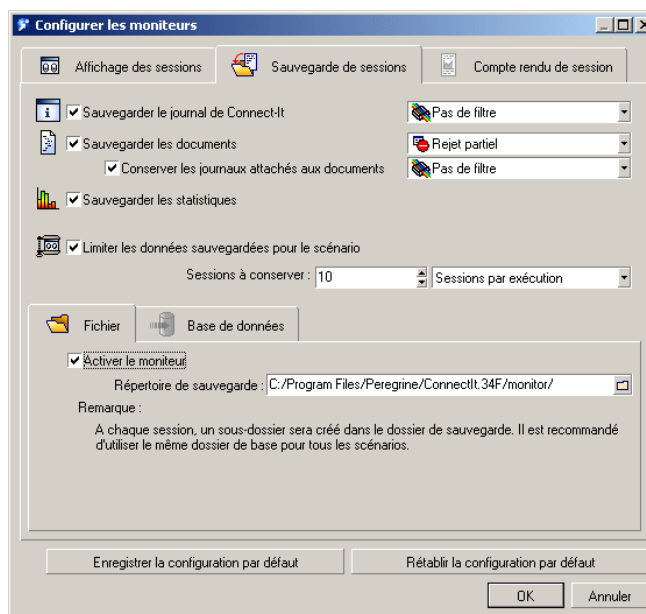 Configurer les moniteurs
Affichage des sessions
Sauvegarde de sessions
Compte rendu de session
Sauvegarder le journal de Connect-It
Pas de filtre
Sauvegarder les documents
Rejet partiel
Conserver les journaux attachés aux documents
Pas de filtre
Sauvegarder les statistiques
Limiter les données sauvegardées pour le scénario
Sessions à conserver : 10
Sessions par exécution
Fichier
Base de données
Activer le moniteur
Répertoire de sauvegarde : C:/Program Files/Peregrine/ConnectIt.34F/monitor/
Remarque :
A chaque session, un sous-dossier sera créé dans le dossier de sauvegarde. Il est recommandé
d'utiliser le même dossier de base pour tous les scénarios.
Enregistrer la configuration par défaut
Rétablir la configuration par défaut
OK
Annuler